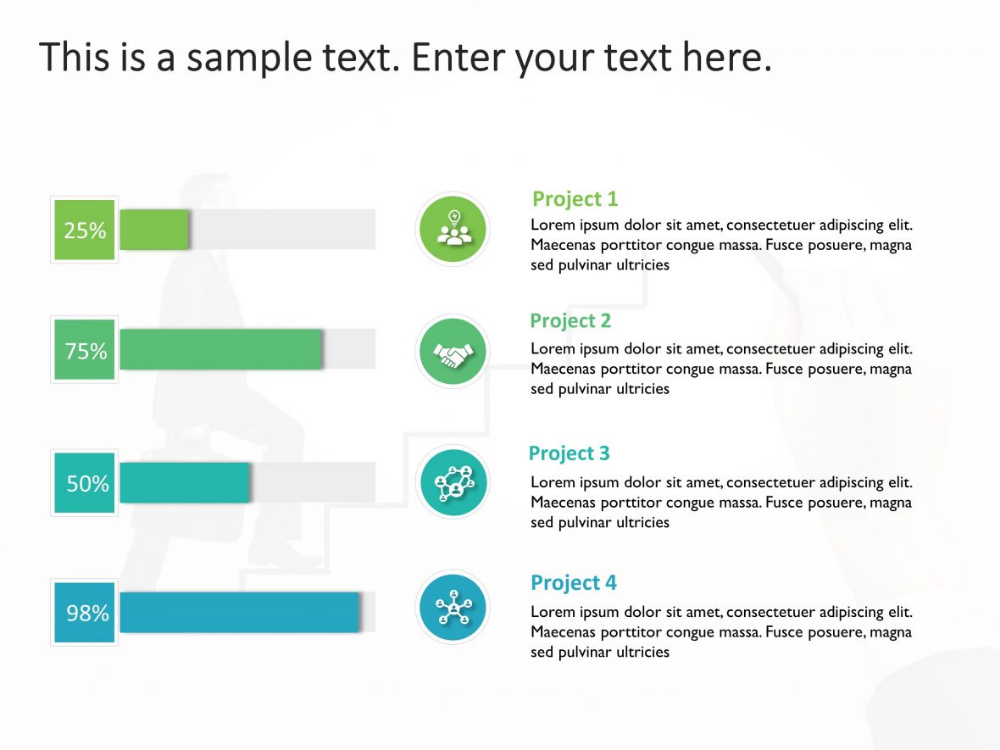 This is a sample text. Enter your text here.
25%
Project 1
Lorem ipsum dolor sit amet, consectetuer adipiscing elit.
Maecenas porttitor congue massa. Fusce posuere, magna
sed pulvinar ultricies
75%
Project 2
Lorem ipsum dolor sit amet, consectetuer adipiscing elit.
Maecenas porttitor congue massa. Fusce posuere, magna
sed pulvinar ultricies
50%
Project 3
Lorem ipsum dolor sit amet, consectetuer adipiscing elit.
Maecenas porttitor congue massa. Fusce posuere, magna
sed pulvinar ultricies
98%
Project 4
Lorem ipsum dolor sit amet, consectetuer adipiscing elit.
Maecenas porttitor congue massa. Fusce posuere, magna
sed pulvinar ultricies